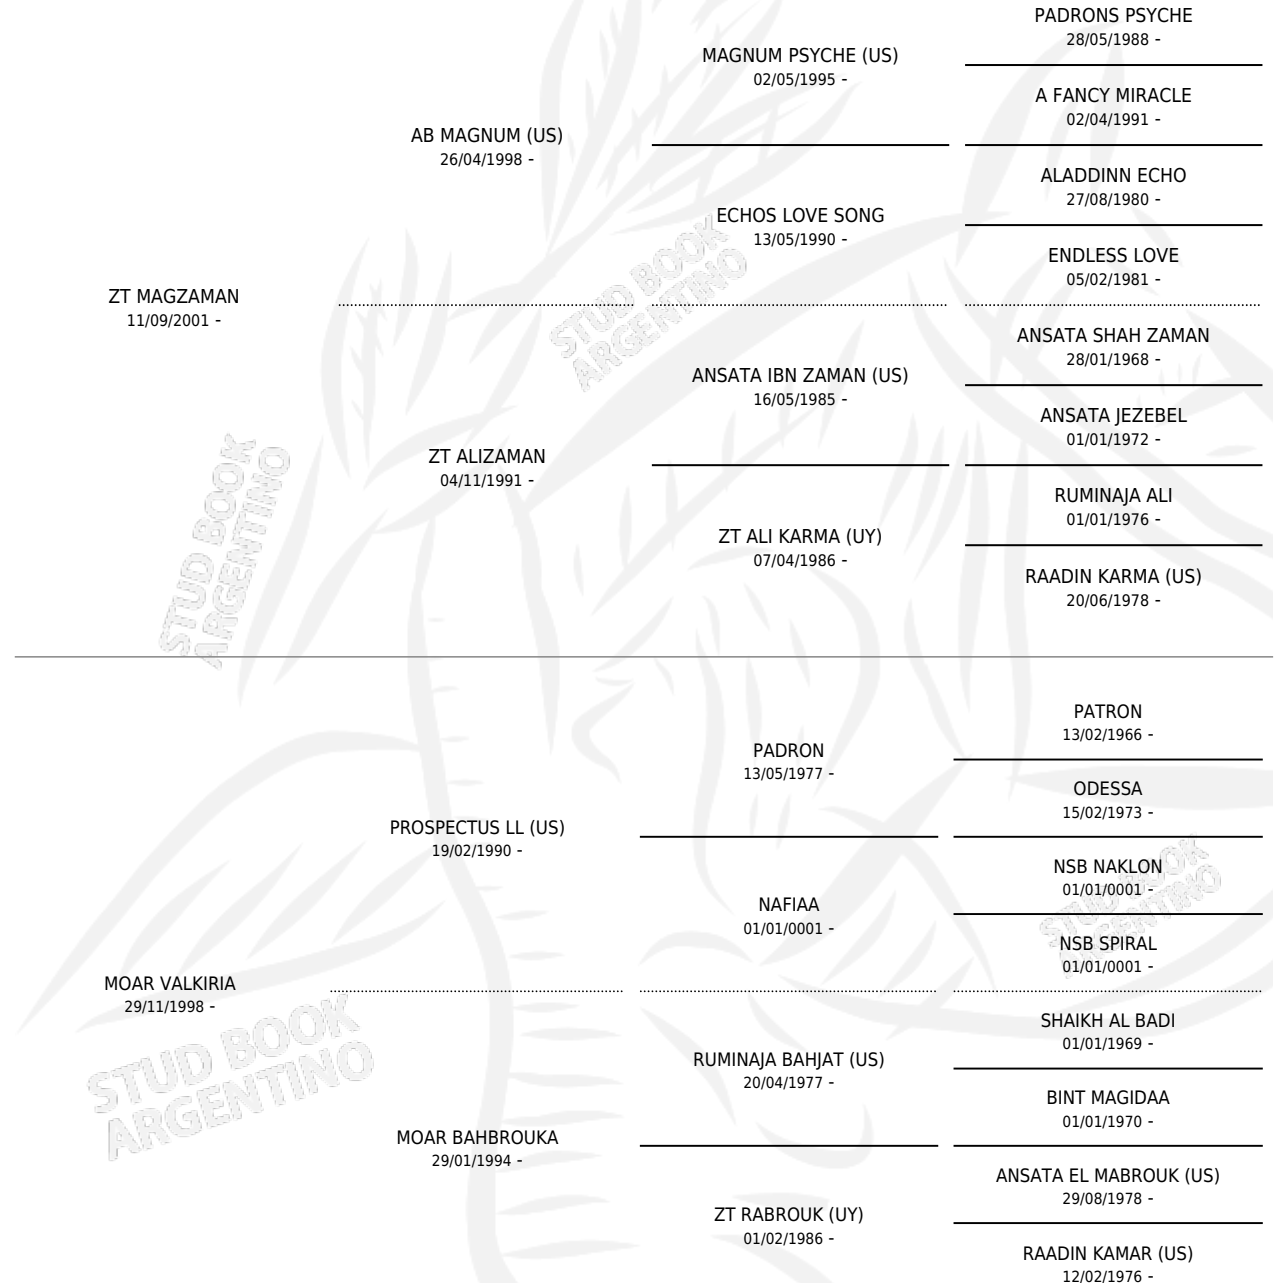 PADRONS PSYCHE
28/05/1988 -
MAGNUM PSYCHE (US)
02/05/1995 -
A FANCY MIRACLE
02/04/1991 -
AB MAGNUM (US)
26/04/1998 -
ALADDINN ECHO
27/08/1980 -
ECHOS LOVE SONG
13/05/1990 -
ENDLESS LOVE
05/02/1981 -
ZT MAGZAMAN
11/09/2001 -
STUD BOOK
ARGENTINO
ANSATA SHAH ZAMAN
28/01/1968 -
ANSATA IBN ZAMAN (US)
16/05/1985 -
ANSATA JEZEBEL
01/01/1972 -
ZT ALIZAMAN
04/11/1991 -
RUMINAJA ALI
01/01/1976 -
ZT ALI KARMA (UY)
07/04/1986 -
RAADIN KARMA (US)
20/06/1978 -
STUD BOOK
ARGENTINO
PATRON
13/02/1966 -
PADRON
13/05/1977 -
ODESSA
15/02/1973 -
PROSPECTUS LL (US)
19/02/1990 -
NSB NAKLON
01/01/0001 -
NAFIAA
01/01/0001 -
NSB SPIRAL
01/01/0001 -
STUD BOOK
ARGENTINO
MOAR VALKIRIA
29/11/1998 -
SHAIKH AL BADI
01/01/1969 -
RUMINAJA BAHJAT (US)
20/04/1977 -
BINT MAGIDAA
01/01/1970 -
STUD BOOK
ARGENTINO
MOAR BAHBROUKA
29/01/1994 -
ANSATA EL MABROUK (US)
29/08/1978 -
ZT RABROUK (UY)
01/02/1986 -
RAADIN KAMAR (US)
12/02/1976 -